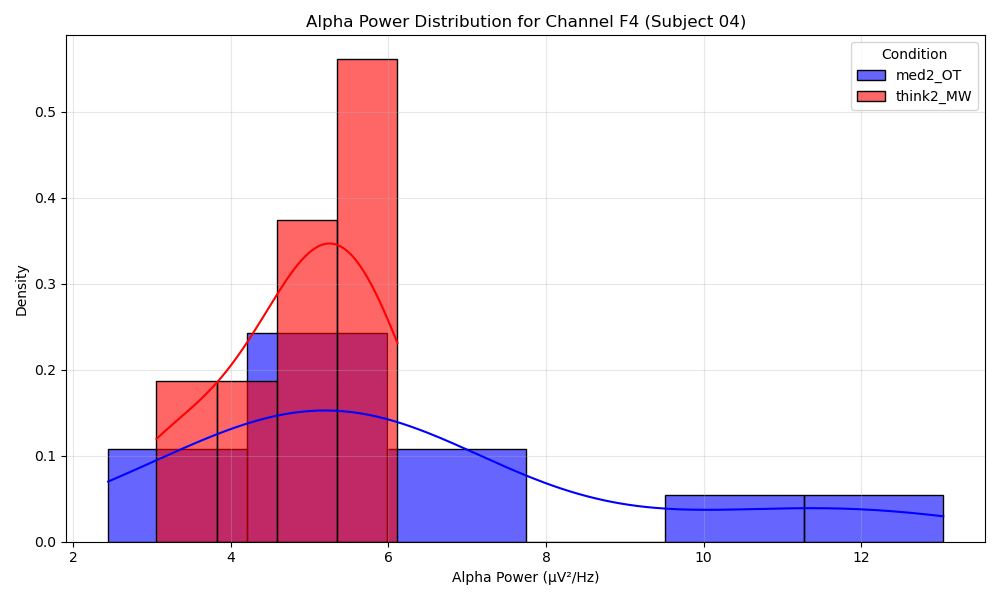 Alpha Power Distribution for Channel F4 (Subject 04)
Condition
med2_OT
think2_MW
Density
0.5
0.4
0.3
0.2
0.1
0.0
2 4 6 8 10 12
Alpha Power (µV²/Hz)